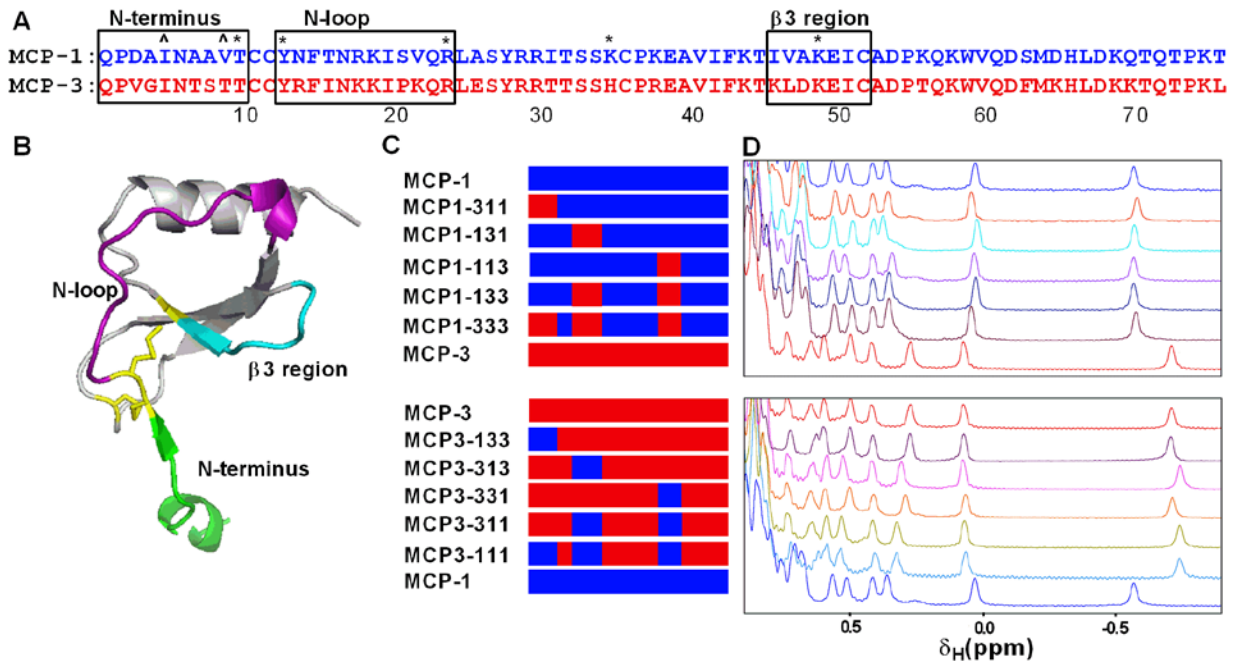 A N-terminus N-loop β3 region
^ ^ * * * * *
MCP-1: QPDAINAAVTCCYNFTNRKISVQRLASYRRITSSKCPKEAVIFKTIVAKEICADPKQKWVQDSMDHLDKQTQTPKT
MCP-3: QPVGINTSTTCCYRFINKKIPKQRLESYRRTTSSHCPREAVIFKTKLDKEICADPTQKWVQDFMKHLDKKTQTPKL
10 20 30 40 50 60 70
B
N-loop
β3 region
N-terminus
C
MCP-1
MCP1-311
MCP1-131
MCP1-113
MCP1-133
MCP1-333
MCP-3
MCP-3
MCP3-133
MCP3-313
MCP3-331
MCP3-311
MCP3-111
MCP-1
D
0.5 0.0 -0.5
δH(ppm)